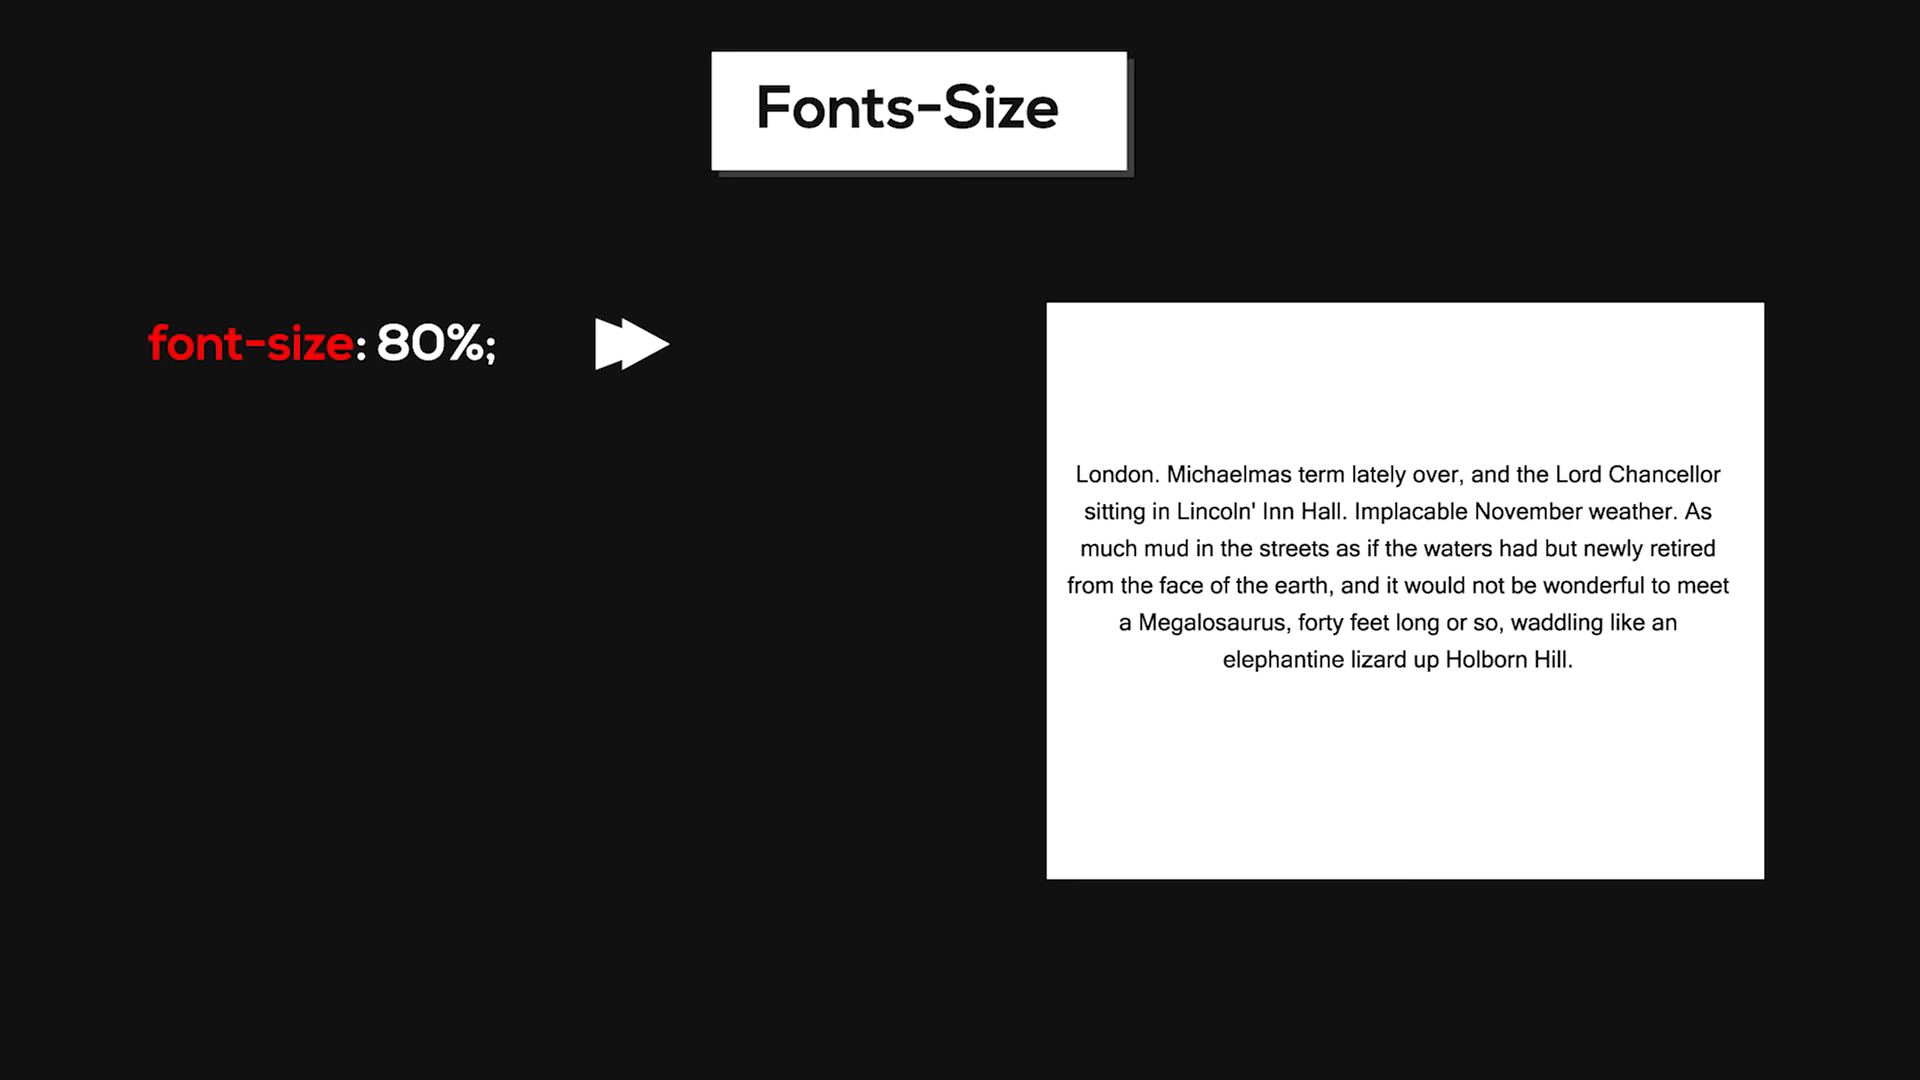 Fonts-Size
font-size: 80%;
London. Michaelmas term lately over, and the Lord Chancellor
sitting in Lincoln' Inn Hall. Implacable November weather. As
much mud in the streets as if the waters had but newly retired
from the face of the earth, and it would not be wonderful to meet
a Megalosaurus, forty feet long or so, waddling like an
elephantine lizard up Holborn Hill.